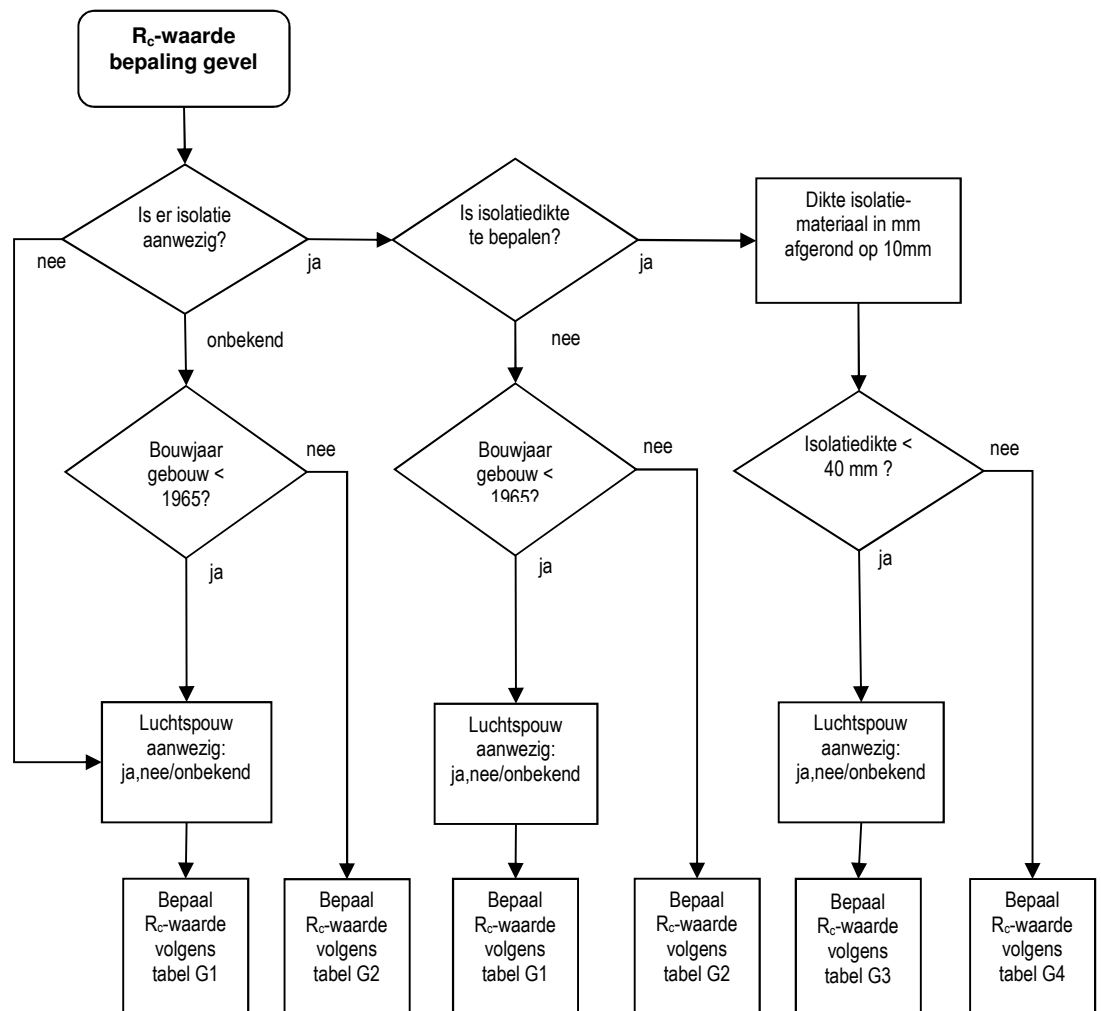 Rc-waarde
bepaling gevel
Is er isolatie
aanwezig?
nee
ja
onbekend
Is isolatiedikte
te bepalen?
ja
nee
Dikte isolatie-
materiaal in mm
afgerond op 10mm
Bouwjaar
gebouw <
1965?
nee
ja
Bouwjaar
gebouw <
1965?
nee
ja
Isolatiedikte <
40 mm ?
nee
ja
Luchtspouw
aanwezig:
ja,nee/onbekend
Luchtspouw
aanwezig:
ja,nee/onbekend
Luchtspouw
aanwezig:
ja,nee/onbekend
Bepaal
Rc-waarde
volgens
tabel G1
Bepaal
Rc-waarde
volgens
tabel G2
Bepaal
Rc-waarde
volgens
tabel G1
Bepaal
Rc-waarde
volgens
tabel G2
Bepaal
Rc-waarde
volgens
tabel G3
Bepaal
Rc-waarde
volgens
tabel G4